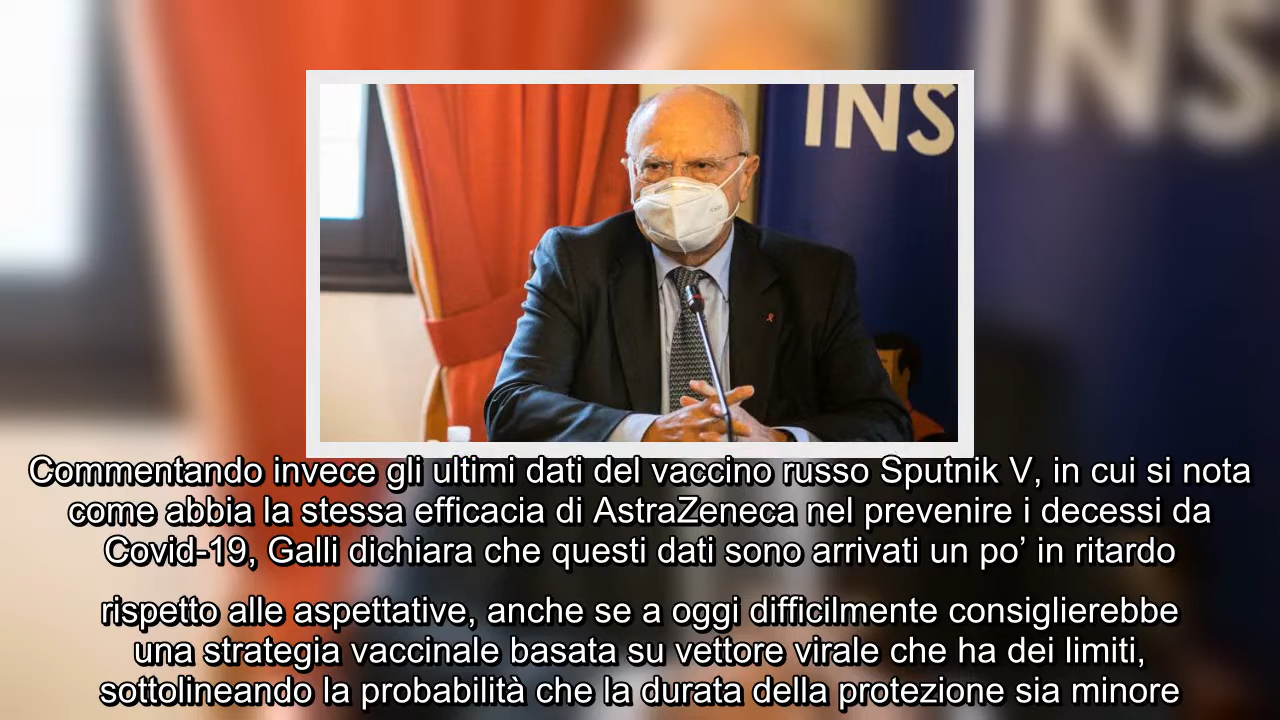 INS
Commentando invece gli ultimi dati del vaccino russo Sputnik V, in cui si nota
come abbia la stessa efficacia di AstraZeneca nel prevenire i decessi da
Covid-19, Galli dichiara che questi dati sono arrivati un po’ in ritardo
rispetto alle aspettative, anche se a oggi difficilmente consiglierebbe
una strategia vaccinale basata su vettore virale che ha dei limiti,
sottolineando la probabilità che la durata della protezione sia minore